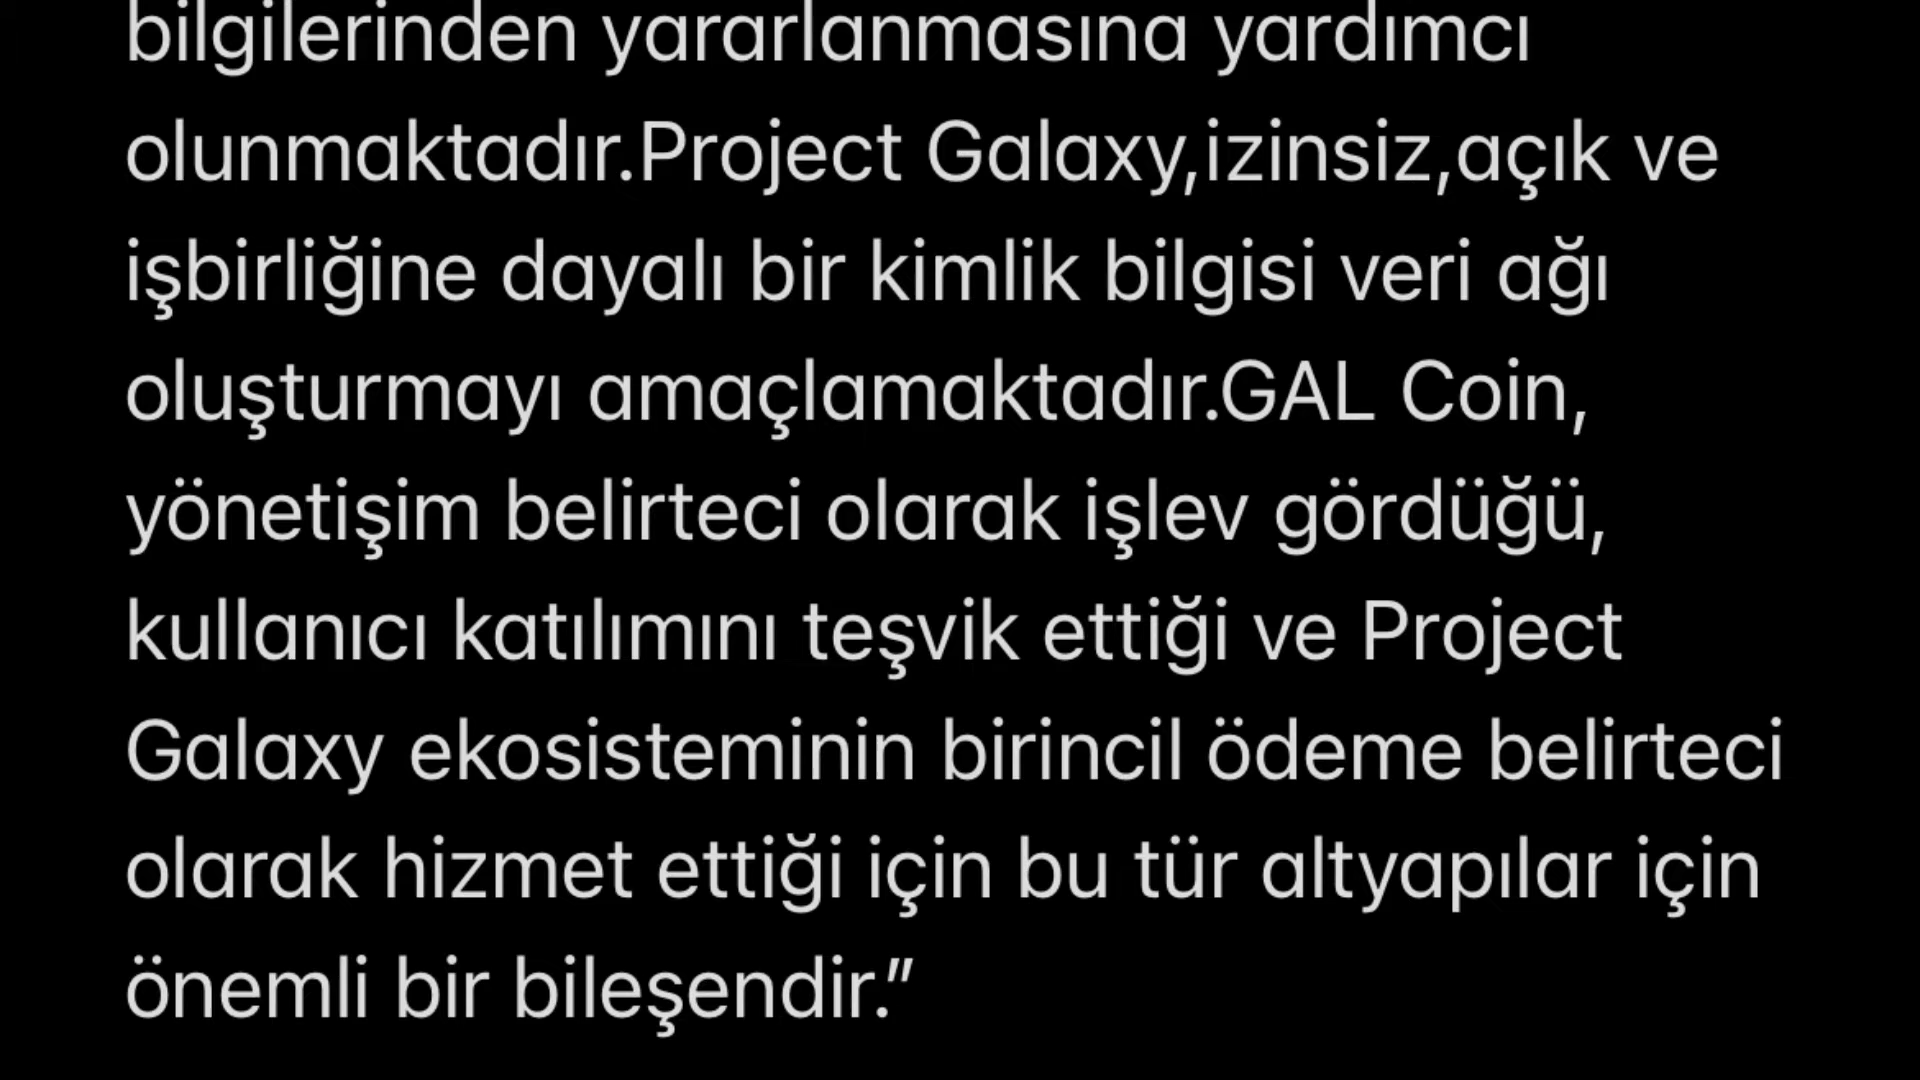 bilgilerinden yararlanmasına yardımcı
olunmaktadır.Project Galaxy,izinsiz,açık ve
işbirliğine dayalı bir kimlik bilgisi veri ağı
oluşturmayı amaçlamaktadır.GAL Coin,
yönetişim belirteci olarak işlev gördüğü,
kullanıcı katılımını teşvik ettiği ve Project
Galaxy ekosisteminin birincil ödeme belirteci
olarak hizmet ettiği için bu tür altyapılar için
önemli bir bileşendir.”